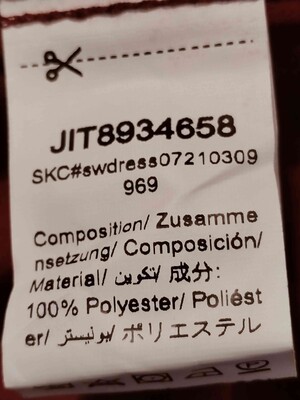 JIT8934658
SKC#swdress07210309
969
Composition/ Zusamme
nsetzung/ Composición/
Material/ تكوين/ 成分:
100% Polyester/ Poliést
er/ بوليستر/ ポリエステル